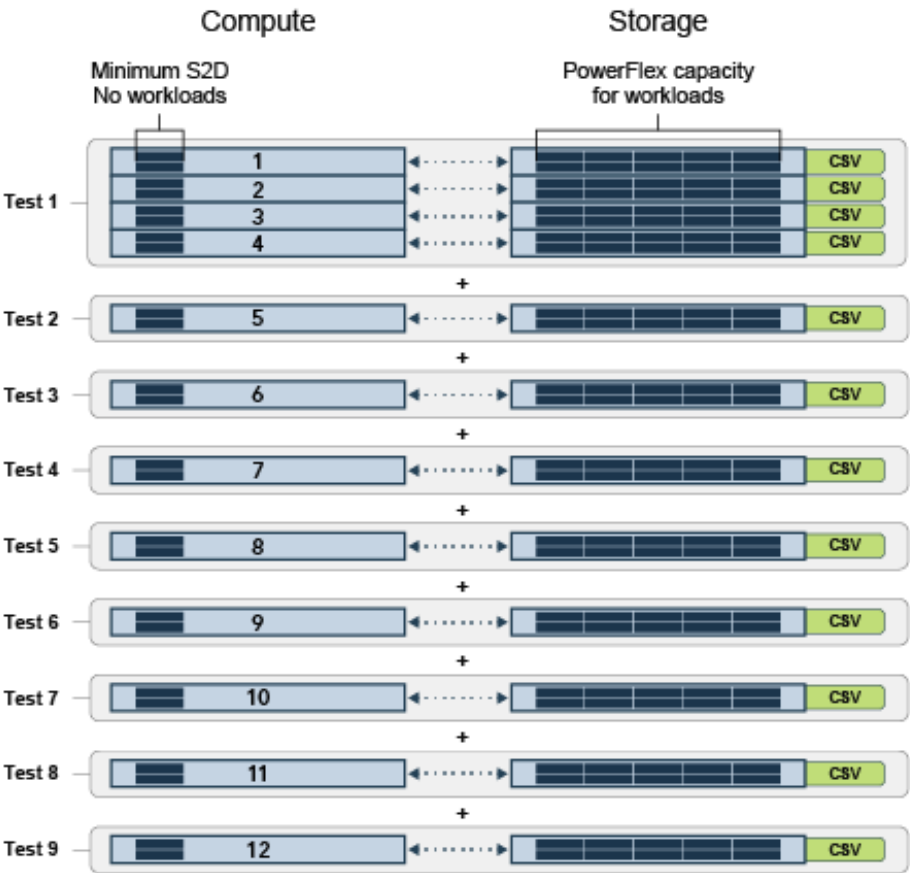 Compute Storage
Minimum S2D PowerFlex capacity
No workloads for workloads
1 CSV
2 CSV
Test 1
3 CSV
4 CSV
+
Test 2 5 CSV
+
Test 3 6 CSV
+
Test 4 7 CSV
+
Test 5 8 CSV
+
Test 6 9 CSV
+
Test 7 10 CSV
+
Test 8 11 CSV
+
Test 9 12 CSV